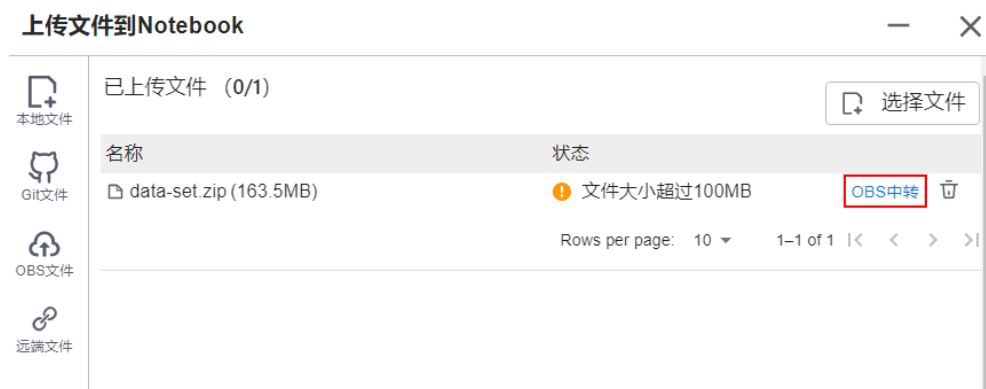 上传文件到Notebook
本地文件
Git文件
OBS文件
远端文件
已上传文件 (0/1)
选择文件
名称 状态
data-set.zip (163.5MB) 文件大小超过100MB OBS中转
Rows per page: 10 1–1 of 1